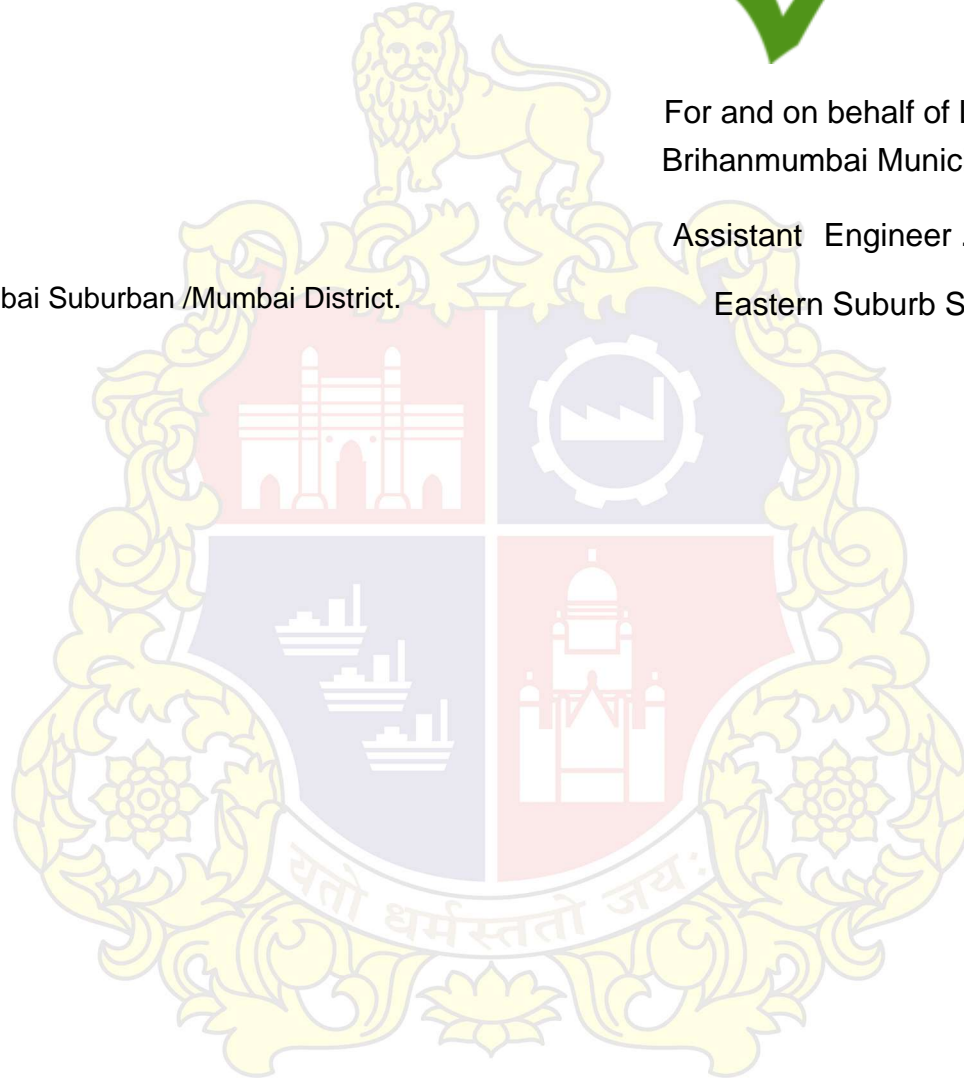 For and on behalf of
Brihanmumbai Munic
Assistant Engineer .
bai Suburban /Mumbai District.
Eastern Suburb S
यतो धर्मस्ततो जय: